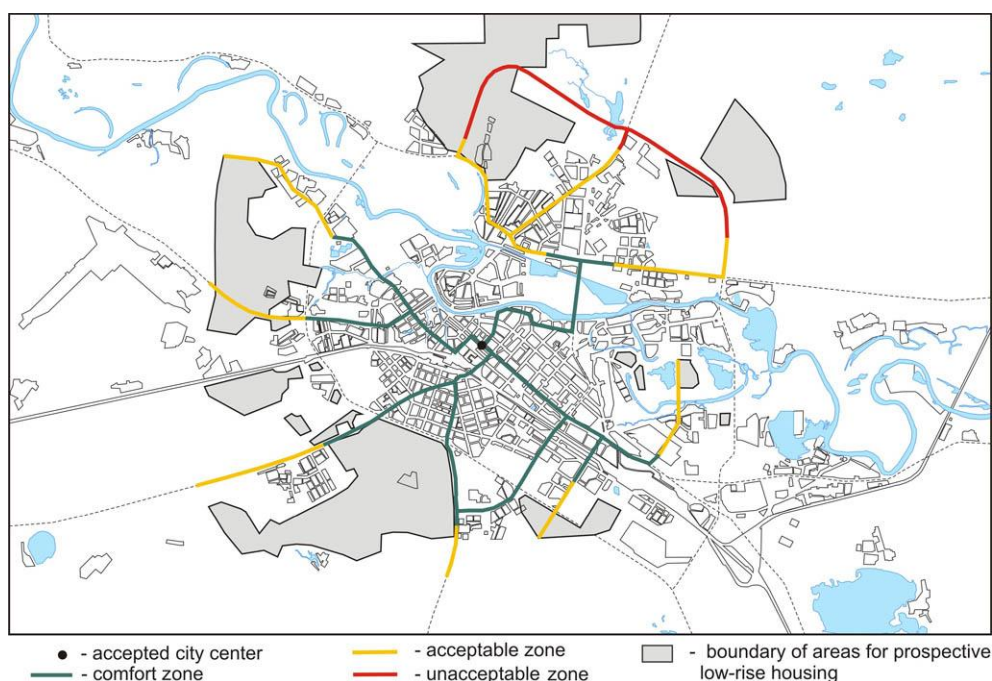 - accepted city center
- comfort zone
- acceptable zone
- unacceptable zone
- boundary of areas for prospective
low-rise housing